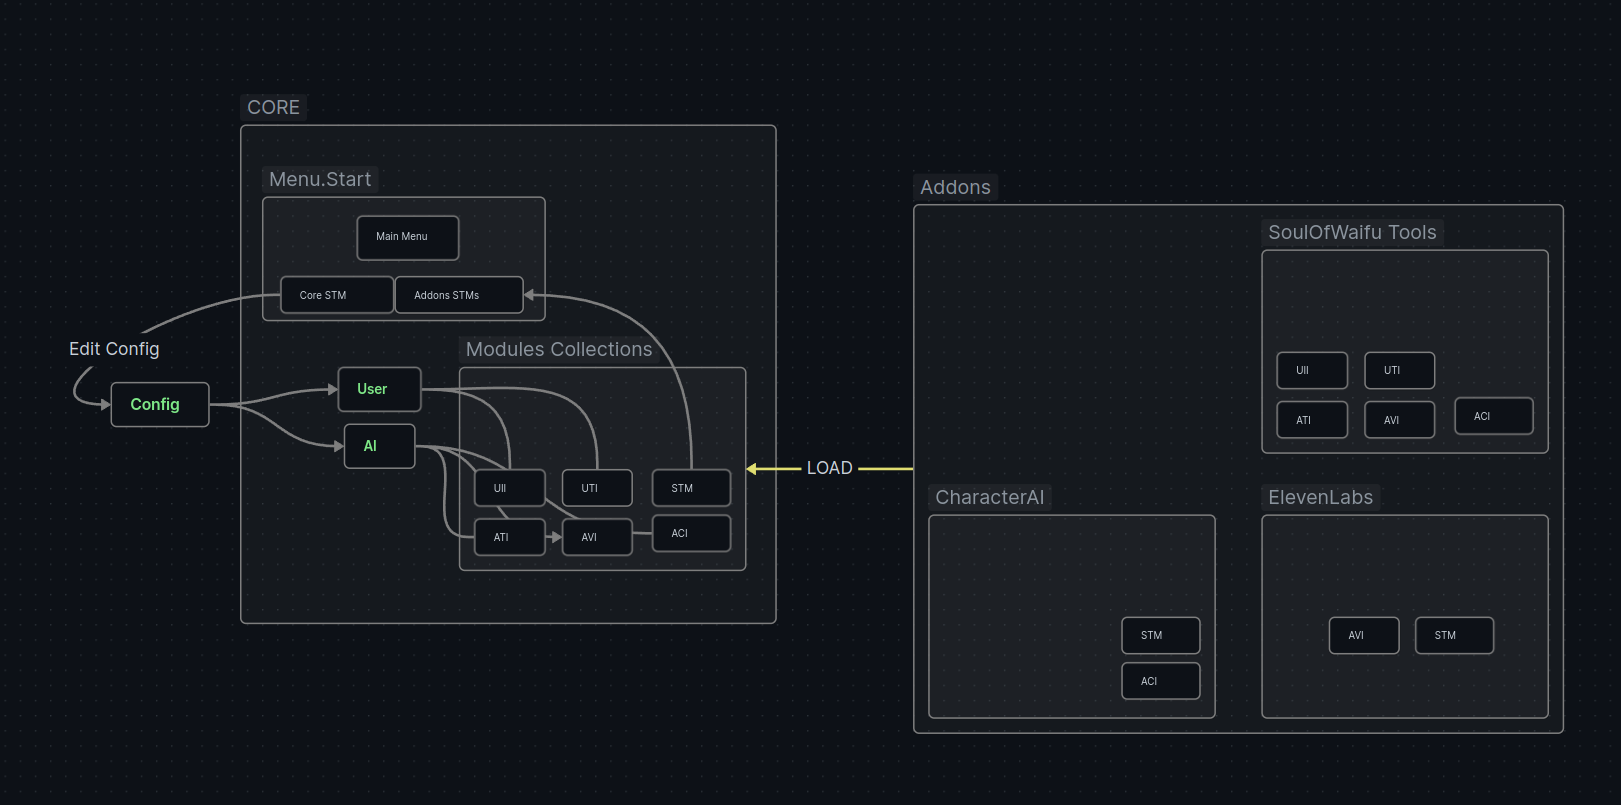 CORE
Menu.Start
Main Menu
Core STM
Addons STMs
Edit Config
Config
User
AI
Modules Collections
UII
UTI
STM
ATI
AVI
ACI
LOAD
Addons
SoulOfWaifu Tools
UII
UTI
ATI
AVI
ACI
CharacterAI
STM
ACI
ElevenLabs
AVI
STM